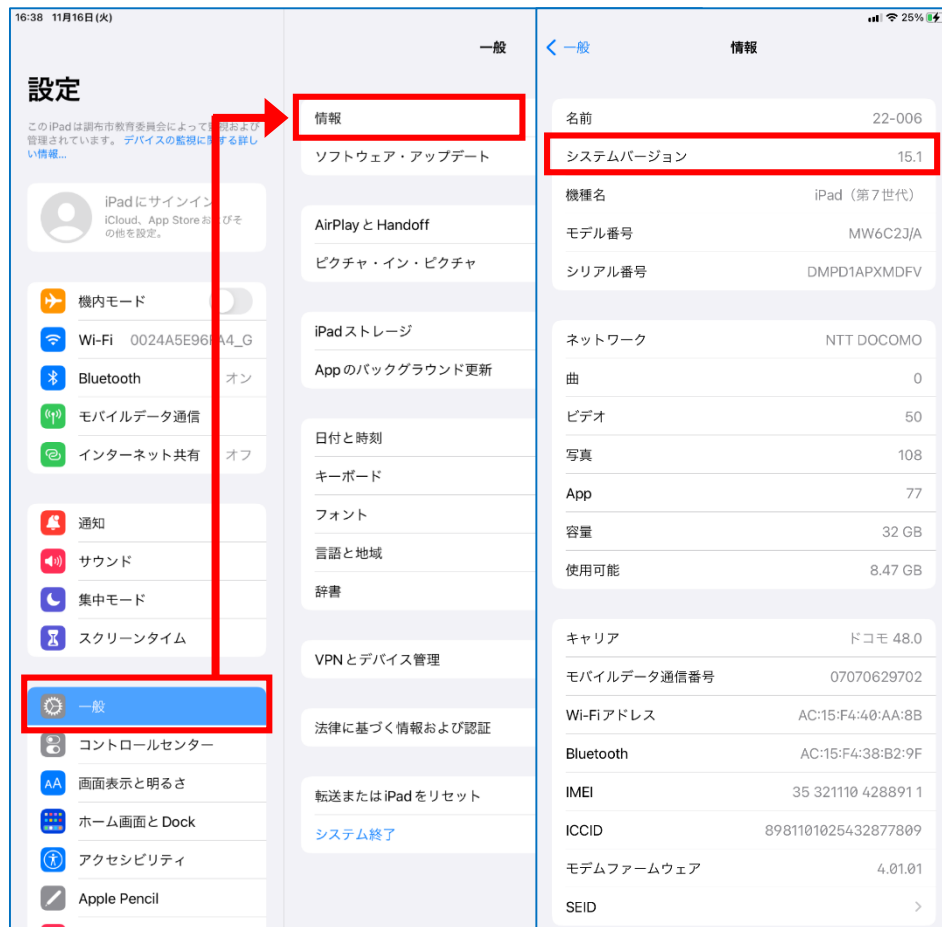 16:38 11月16日(火)
25%
設定
このiPadは調布市教育委員会によって監視および
管理されています。 デバイスの監視に関する詳し
い情報...
iPadにサインイン
iCloud、App Storeおよびそ
の他を設定。
機内モード
Wi-Fi 0024A5E96FA4_G
Bluetooth オン
モバイルデータ通信
インターネット共有 オフ
通知
サウンド
集中モード
スクリーンタイム
一般
コントロールセンター
画面表示と明るさ
ホーム画面とDock
アクセシビリティ
Apple Pencil
一般
情報
ソフトウェア・アップデート
AirPlayとHandoff
ピクチャ・イン・ピクチャ
iPadストレージ
Appのバックグラウンド更新
日付と時刻
キーボード
フォント
言語と地域
辞書
VPNとデバイス管理
法律に基づく情報および認証
転送またはiPadをリセット
システム終了
一般 情報
名前 22-006
システムバージョン 15.1
機種名 iPad(第7世代)
モデル番号 MW6C2J/A
シリアル番号 DMPD1APXMDFV
ネットワーク NTT DOCOMO
曲 0
ビデオ 50
写真 108
App 77
容量 32 GB
使用可能 8.47 GB
キャリア ドコモ 48.0
モバイルデータ通信番号 07070629702
Wi-Fiアドレス AC:15:F4:40:AA:8B
Bluetooth AC:15:F4:38:B2:9F
IMEI 35 321110 428891 1
ICCID 8981101025432877809
モデムファームウェア 4.01.01
SEID